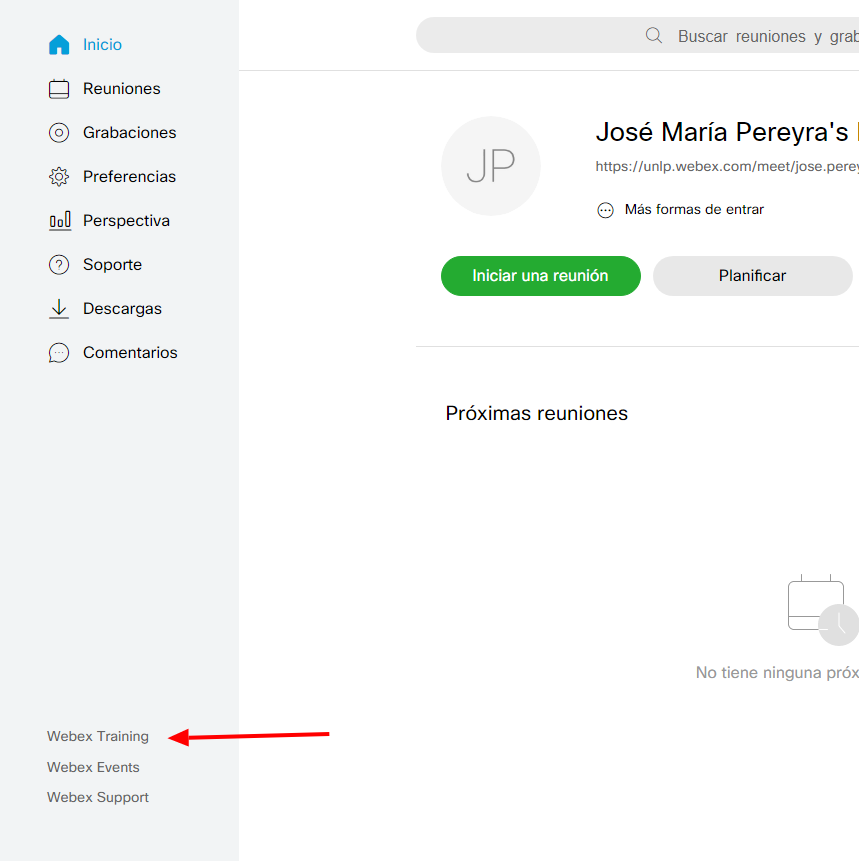 Inicio
Reuniones
Grabaciones
Preferencias
Perspectiva
Soporte
Descargas
Comentarios
Webex Training
Webex Events
Webex Support
Buscar reuniones y grab
JP
José María Pereyra's
https://unlp.webex.com/meet/jose.perey
Más formas de entrar
Iniciar una reunión
Planificar
Próximas reuniones
No tiene ninguna próx